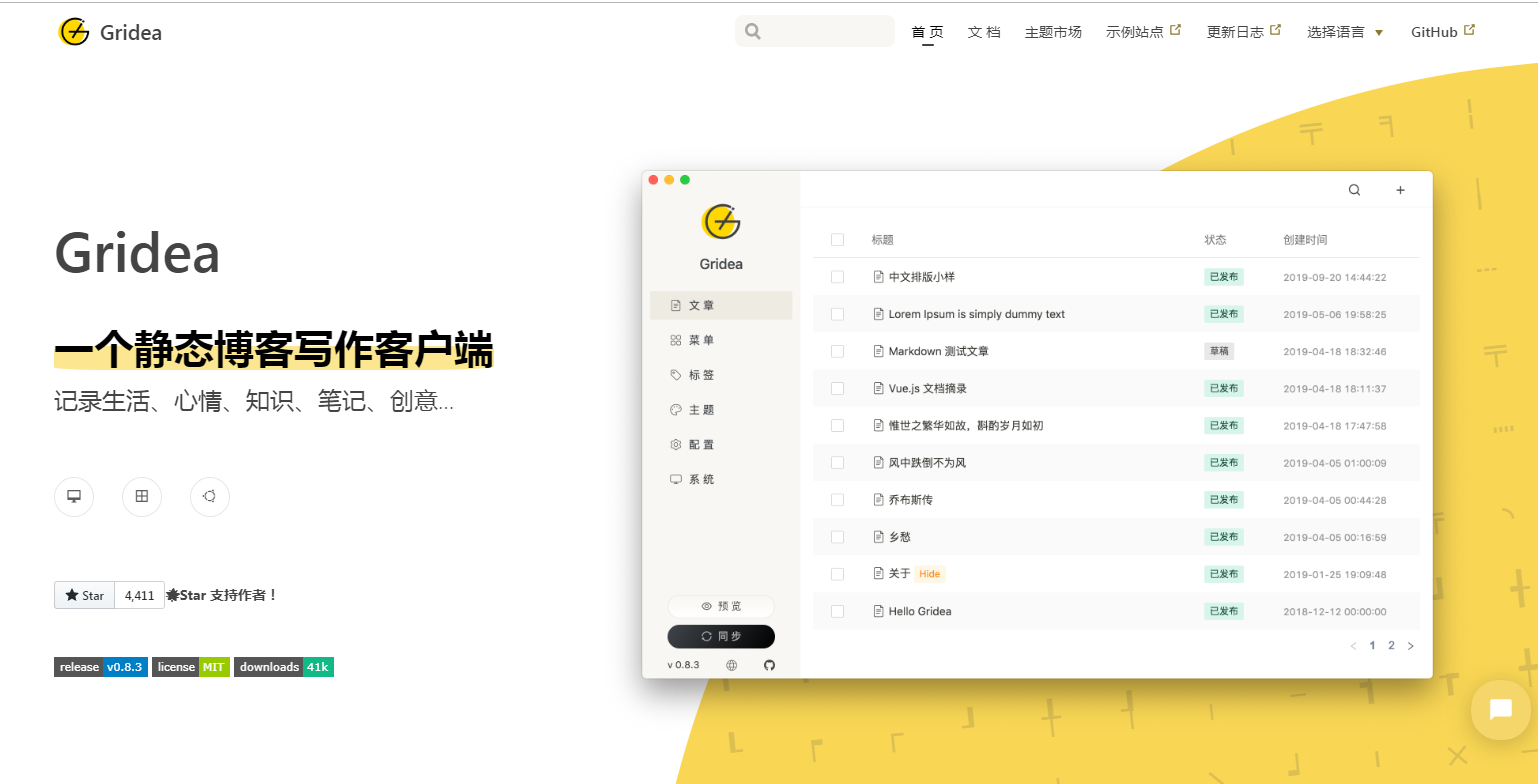 Gridea
首 页 文 档 主题市场 示例站点 更新日志 选择语言 GitHub
Gridea
一个静态博客写作客户端
记录生活、心情、知识、笔记、创意...
Star 4,411 Star 支持作者！
release v0.8.3 license MIT downloads 41k
Gridea
文 章
菜 单
标 签
主 题
配 置
系 统
预 览
同 步
v 0.8.3
标题 状态 创建时间
中文排版小样 已发布 2019-09-20 14:44:22
Lorem Ipsum is simply dummy text 已发布 2019-05-06 19:58:25
Markdown 测试文章 草稿 2019-04-18 18:32:46
Vue.js 文档摘录 已发布 2019-04-18 18:11:37
惟世之繁华如故，斟酌岁月如初 已发布 2019-04-18 17:47:58
风中跌倒不为风 已发布 2019-04-05 01:00:09
乔布斯传 已发布 2019-04-05 00:44:28
乡愁 已发布 2019-04-05 00:16:59
关于 Hide 已发布 2019-01-25 19:09:48
Hello Gridea 已发布 2018-12-12 00:00:00
< 1 2 >